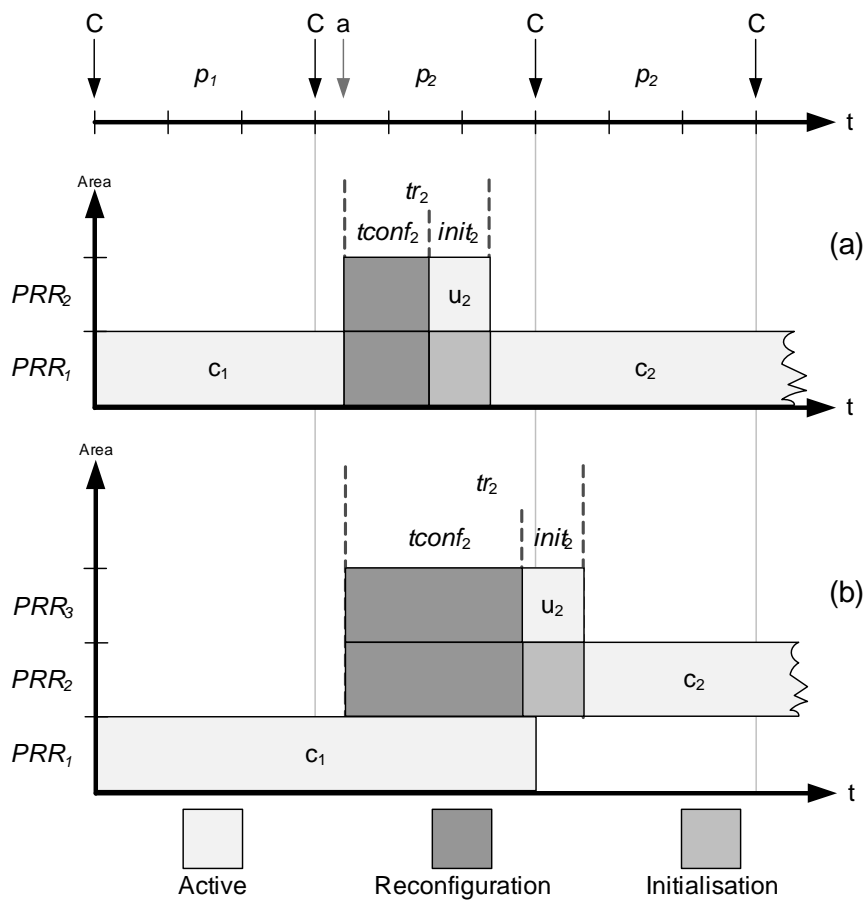 C C a C C
p₁ p₂ p₂
t
Area
tr₂
tconf₂ init₂
(a)
PRR₂ u₂
PRR₁ c₁ c₂
t
Area
tr₂
tconf₂ init₂
(b)
PRR₃ u₂
PRR₂ c₂
PRR₁ c₁
t
Active Reconfiguration Initialisation